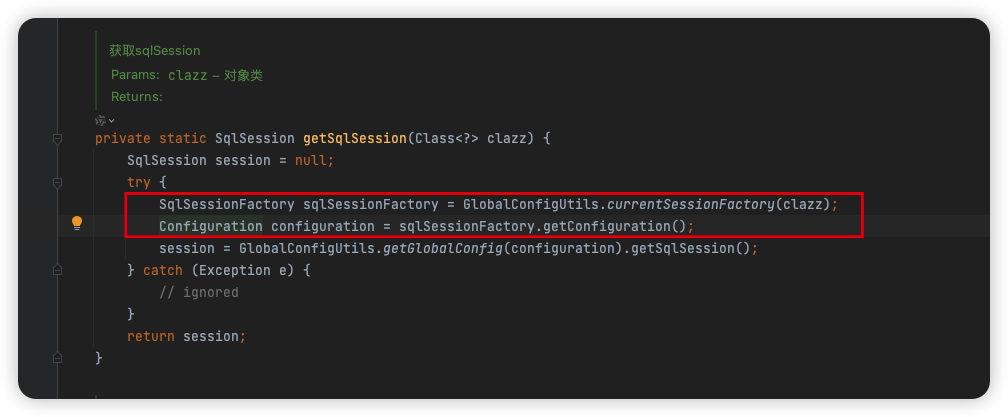 获取sqlSession
Params: clazz – 对象类
Returns:
private static SqlSession getSqlSession(Class<?> clazz) {
SqlSession session = null;
try {
SqlSessionFactory sqlSessionFactory = GlobalConfigUtils.currentSessionFactory(clazz);
Configuration configuration = sqlSessionFactory.getConfiguration();
session = GlobalConfigUtils.getGlobalConfig(configuration).getSqlSession();
} catch (Exception e) {
// ignored
}
return session;
}